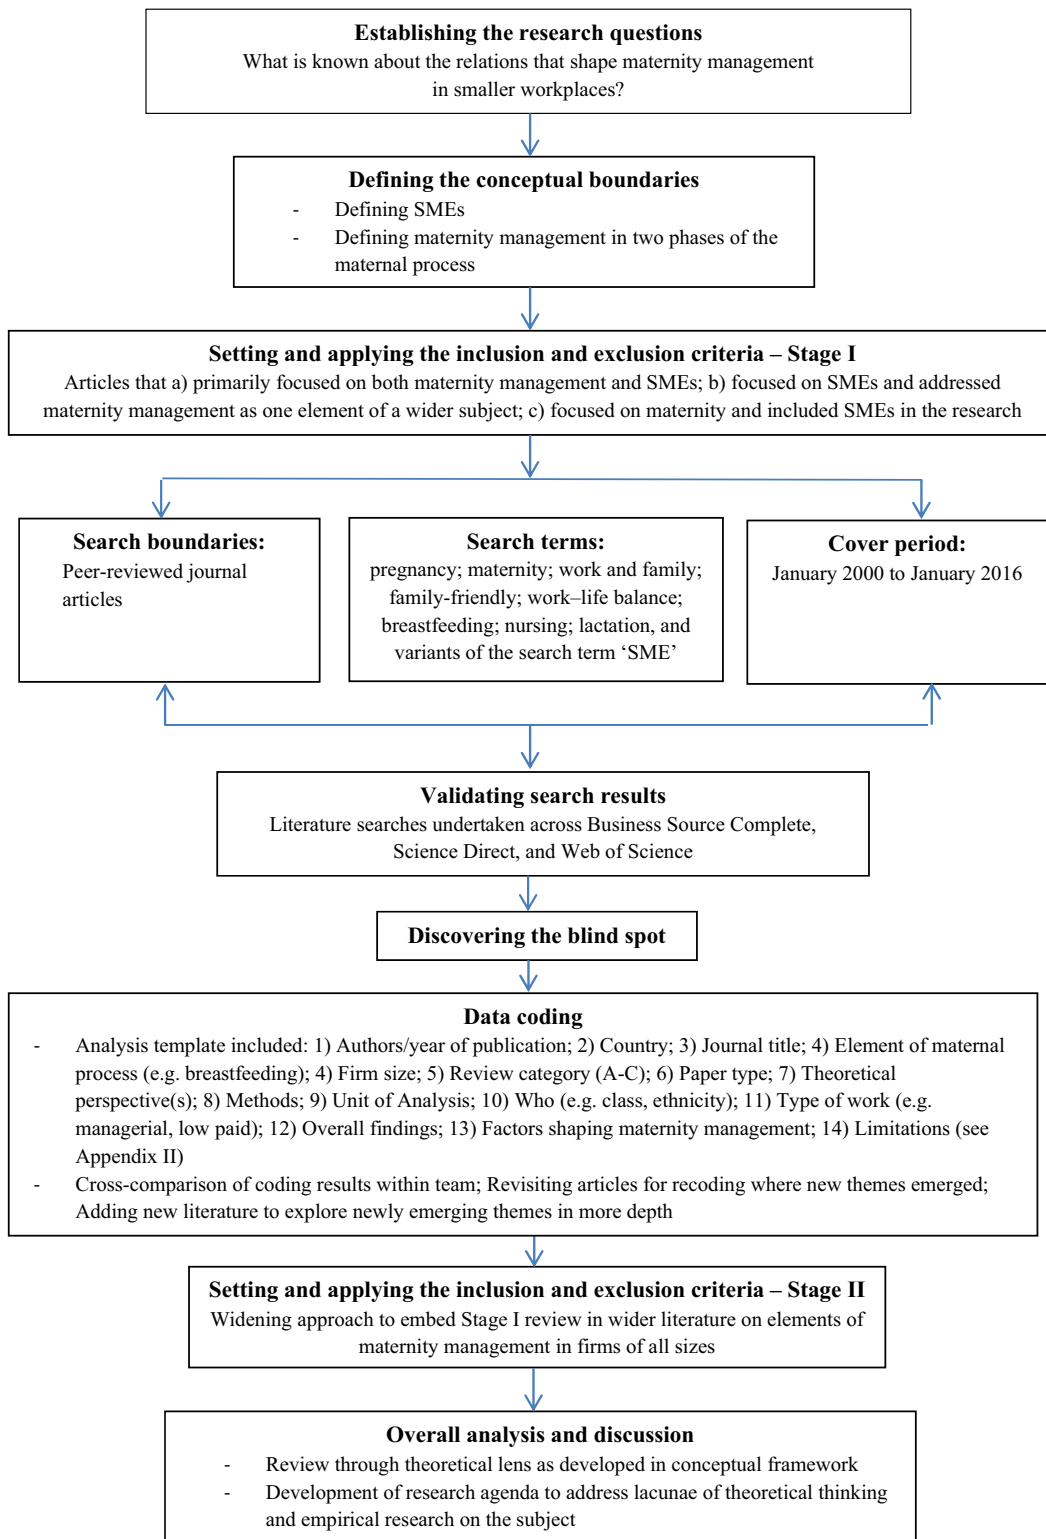 Establishing the research questions
What is known about the relations that shape maternity management
in smaller workplaces?
Defining the conceptual boundaries
- Defining SMEs
- Defining maternity management in two phases of the
maternal process
Setting and applying the inclusion and exclusion criteria – Stage I
Articles that a) primarily focused on both maternity management and SMEs; b) focused on SMEs and addressed
maternity management as one element of a wider subject; c) focused on maternity and included SMEs in the research
Search boundaries:
Peer-reviewed journal
articles
Search terms:
pregnancy; maternity; work and family;
family-friendly; work–life balance;
breastfeeding; nursing; lactation, and
variants of the search term ‘SME’
Cover period:
January 2000 to January 2016
Validating search results
Literature searches undertaken across Business Source Complete,
Science Direct, and Web of Science
Discovering the blind spot
Data coding
- Analysis template included: 1) Authors/year of publication; 2) Country; 3) Journal title; 4) Element of maternal
process (e.g. breastfeeding); 4) Firm size; 5) Review category (A-C); 6) Paper type; 7) Theoretical
perspective(s); 8) Methods; 9) Unit of Analysis; 10) Who (e.g. class, ethnicity); 11) Type of work (e.g.
managerial, low paid); 12) Overall findings; 13) Factors shaping maternity management; 14) Limitations (see
Appendix II)
- Cross-comparison of coding results within team; Revisiting articles for recoding where new themes emerged;
Adding new literature to explore newly emerging themes in more depth
Setting and applying the inclusion and exclusion criteria – Stage II
Widening approach to embed Stage I review in wider literature on elements of
maternity management in firms of all sizes
Overall analysis and discussion
- Review through theoretical lens as developed in conceptual framework
- Development of research agenda to address lacunae of theoretical thinking
and empirical research on the subject